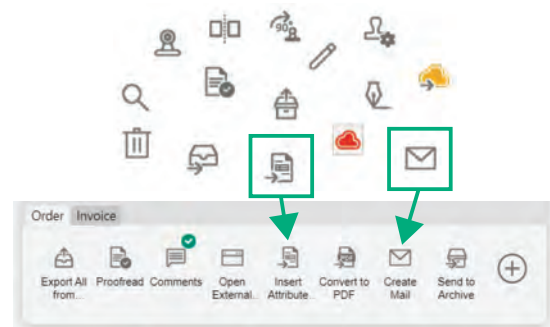 90°
Order Invoice
Export All Proofread Comments Open Insert Convert to Create Send to
from... External... Attribute... PDF Mail Archive